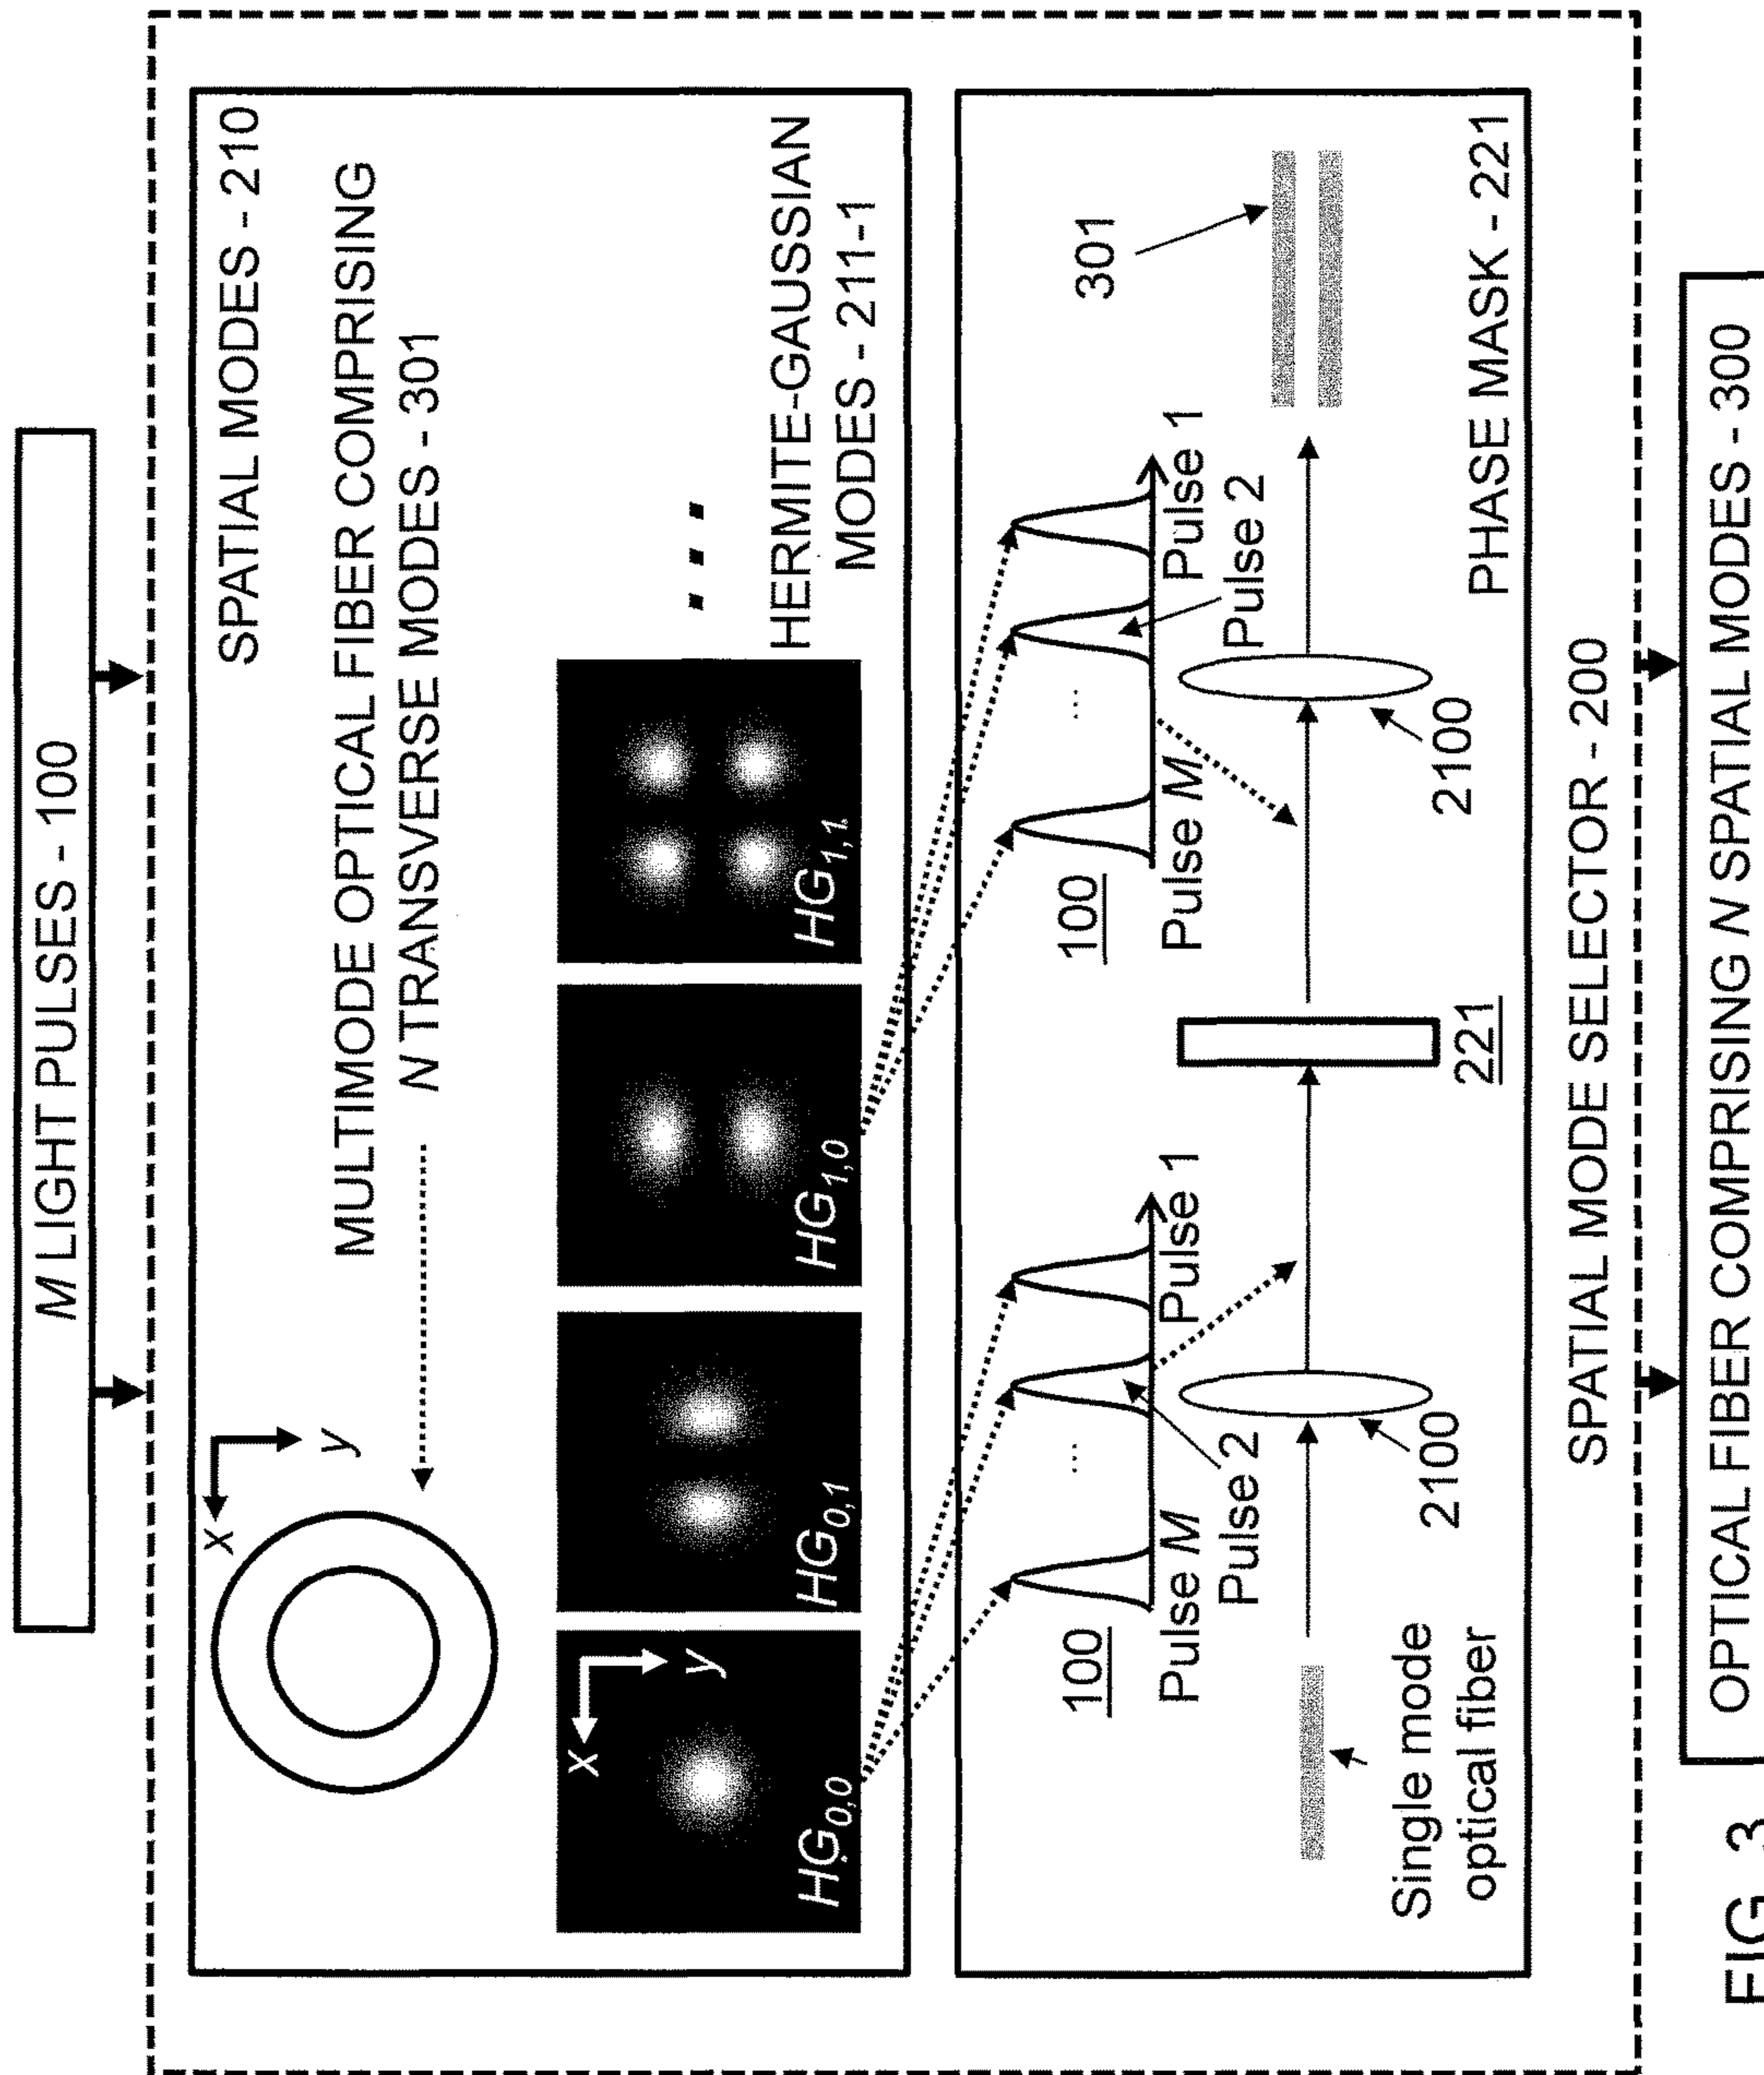 M LIGHT PULSES - 100
SPATIAL MODES - 210
x
y
MULTIMODE OPTICAL FIBER COMPRISING
N TRANSVERSE MODES - 301
x
y
HG0,0
HG0,1
HG1,0
HG1,1
...
HERMITE-GAUSSIAN
MODES - 211-1
100
...
Pulse M
Pulse 1
Pulse 2
100
...
Pulse M
Pulse 1
Pulse 2
301
Single mode
optical fiber
2100
221
2100
PHASE MASK - 221
SPATIAL MODE SELECTOR - 200
OPTICAL FIBER COMPRISING N SPATIAL MODES - 300
FIG. 3